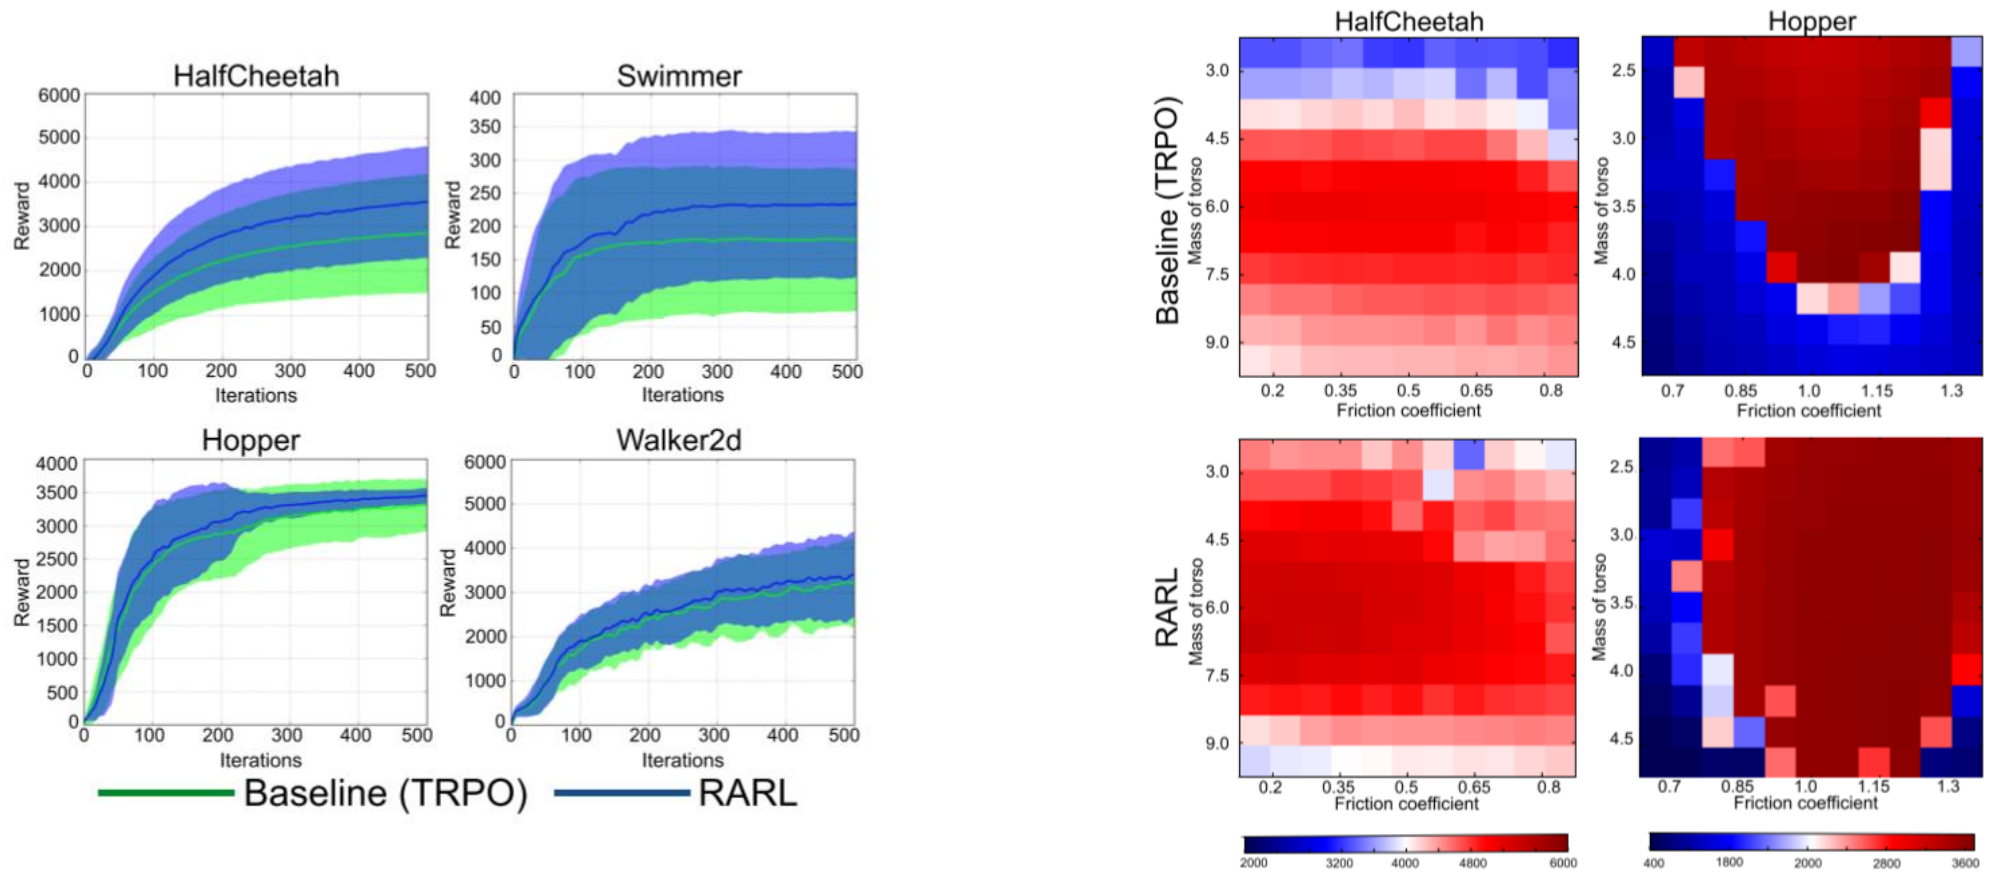 HalfCheetah
6000
5000
4000
3000
2000
1000
0
Reward
0 100 200 300 400 500
Iterations
Swimmer
400
350
300
250
200
150
100
50
0
Reward
0 100 200 300 400 500
Iterations
Hopper
4000
3500
3000
2500
2000
1500
1000
500
0
Reward
0 100 200 300 400 500
Iterations
Walker2d
6000
5000
4000
3000
2000
1000
0
Reward
0 100 200 300 400 500
Iterations
Baseline (TRPO) RARL
Baseline (TRPO)
HalfCheetah
3.0
4.5
6.0
7.5
9.0
Mass of torso
0.2 0.35 0.5 0.65 0.8
Friction coefficient
Hopper
2.5
3.0
3.5
4.0
4.5
Mass of torso
0.7 0.85 1.0 1.15 1.3
Friction coefficient
RARL
3.0
4.5
6.0
7.5
9.0
Mass of torso
0.2 0.35 0.5 0.65 0.8
Friction coefficient
2.5
3.0
3.5
4.0
4.5
Mass of torso
0.7 0.85 1.0 1.15 1.3
Friction coefficient
2000 3200 4000 4800 6000
400 1800 2000 2800 3600